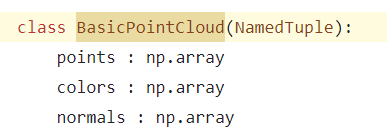 class BasicPointCloud(NamedTuple):
    points : np.array
    colors : np.array
    normals : np.array